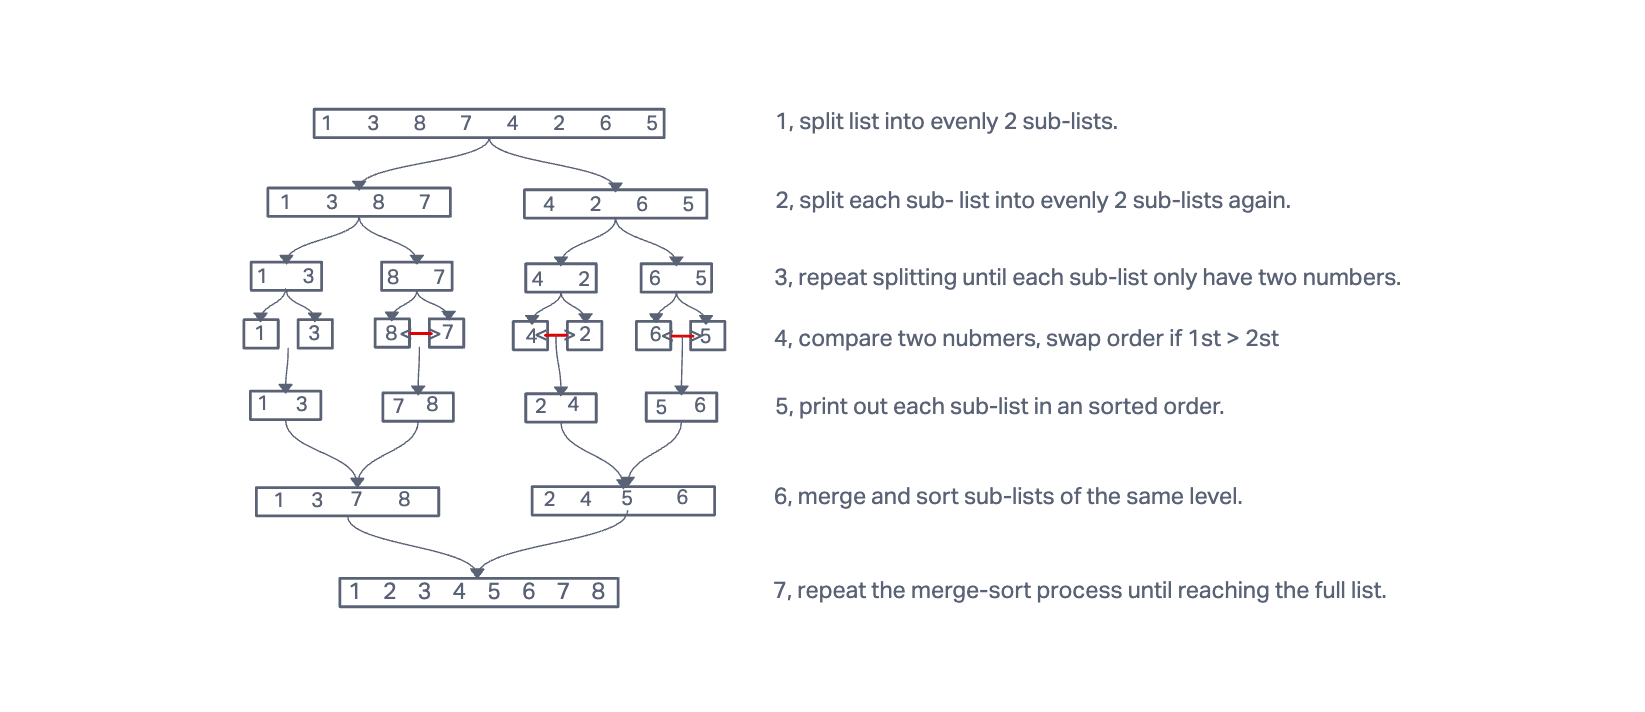 1 3 8 7 4 2 6 5 1, split list into evenly 2 sub-lists.
1 3 8 7 4 2 6 5 2, split each sub- list into evenly 2 sub-lists again.
1 3 8 7 4 2 6 5 3, repeat splitting until each sub-list only have two numbers.
1 3 8 <> 7 4 <> 2 6 <> 5 4, compare two nubmers, swap order if 1st > 2st
1 3 7 8 2 4 5 6 5, print out each sub-list in an sorted order.
1 3 7 8 2 4 5 6 6, merge and sort sub-lists of the same level.
1 2 3 4 5 6 7 8 7, repeat the merge-sort process until reaching the full list.